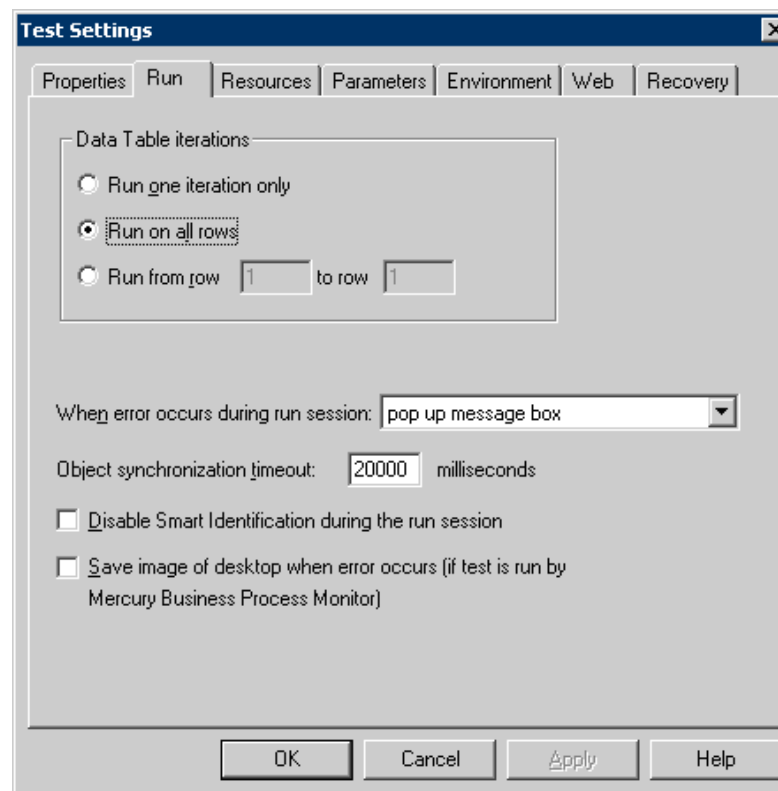 Test Settings
Properties Run Resources Parameters Environment Web Recovery
Data Table iterations
Run one iteration only
Run on all rows
Run from row 1 to row 1
When error occurs during run session: pop up message box
Object synchronization timeout: 20000 milliseconds
Disable Smart Identification during the run session
Save image of desktop when error occurs (if test is run by
Mercury Business Process Monitor)
OK Cancel Apply Help